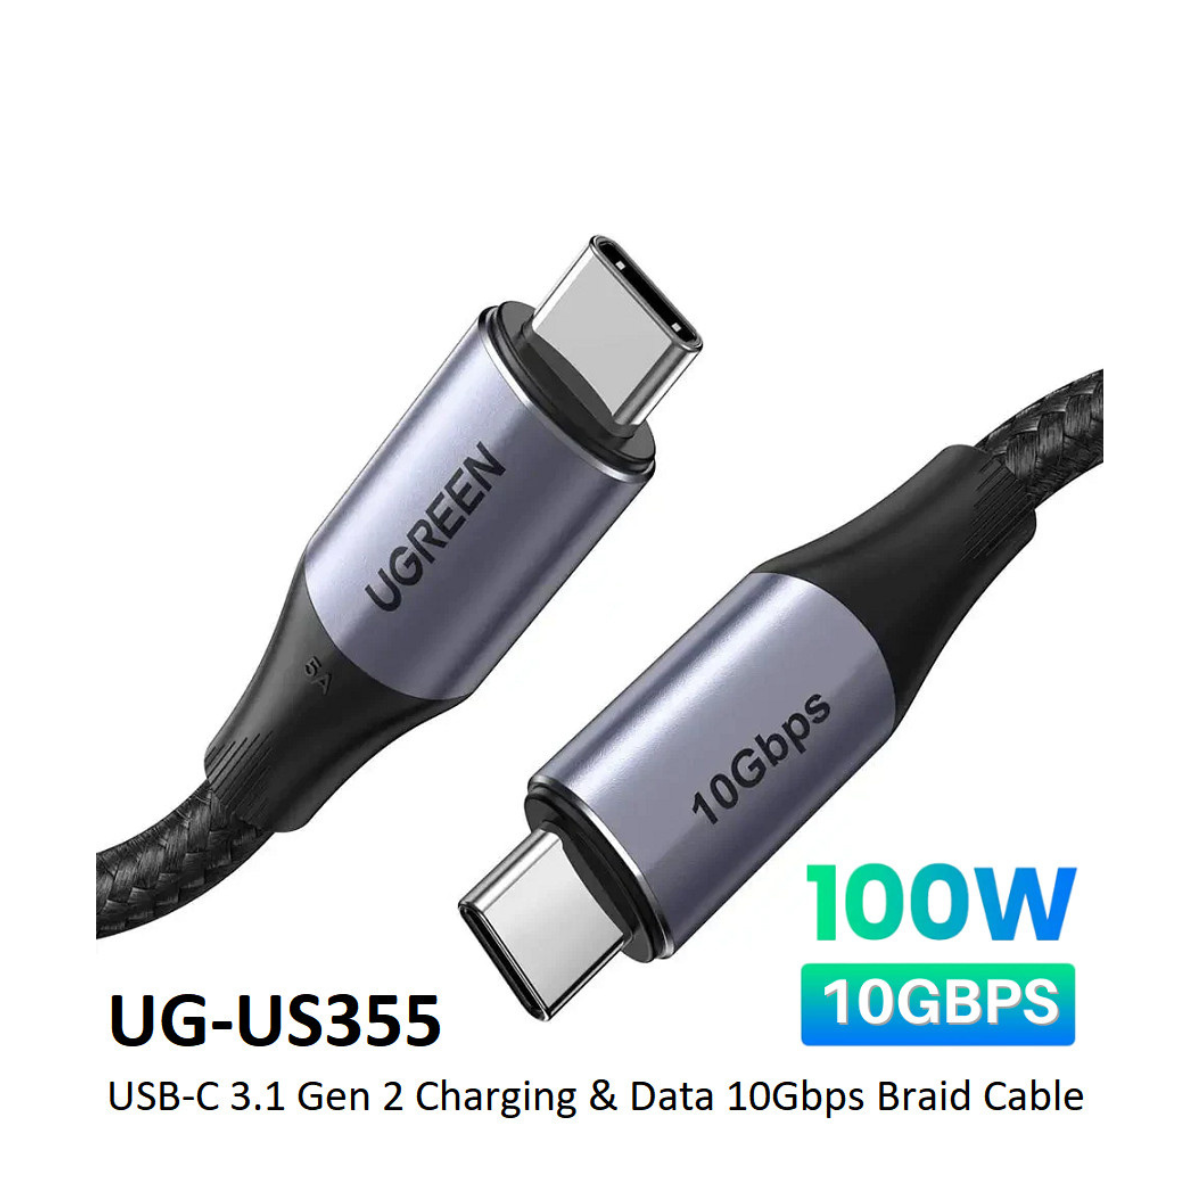 UGREEN
5A
10Gbps
100W
10GBPS
UG-US355
USB-C 3.1 Gen 2 Charging & Data 10Gbps Braid Cable